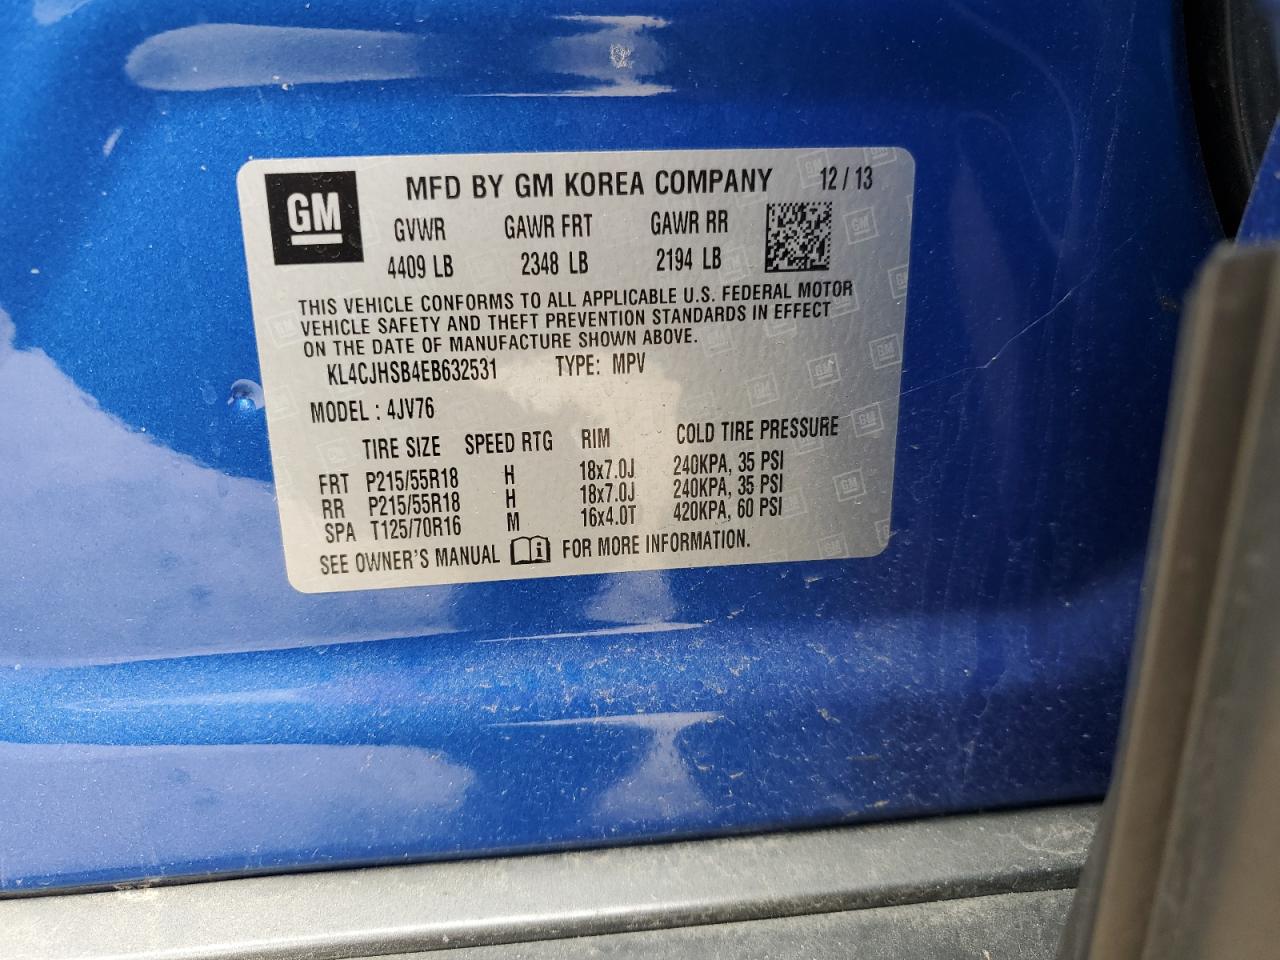 GM MFD BY GM KOREA COMPANY 12 / 13
GVWR GAWR FRT GAWR RR
4409 LB 2348 LB 2194 LB
THIS VEHICLE CONFORMS TO ALL APPLICABLE U.S. FEDERAL MOTOR
VEHICLE SAFETY AND THEFT PREVENTION STANDARDS IN EFFECT
ON THE DATE OF MANUFACTURE SHOWN ABOVE.
KL4CJHSB4EB632531 TYPE: MPV
MODEL : 4JV76
TIRE SIZE SPEED RTG RIM COLD TIRE PRESSURE
FRT P215/55R18 H 18x7.0J 240KPA, 35 PSI
RR P215/55R18 H 18x7.0J 240KPA, 35 PSI
SPA T125/70R16 M 16x4.0T 420KPA, 60 PSI
SEE OWNER'S MANUAL FOR MORE INFORMATION.